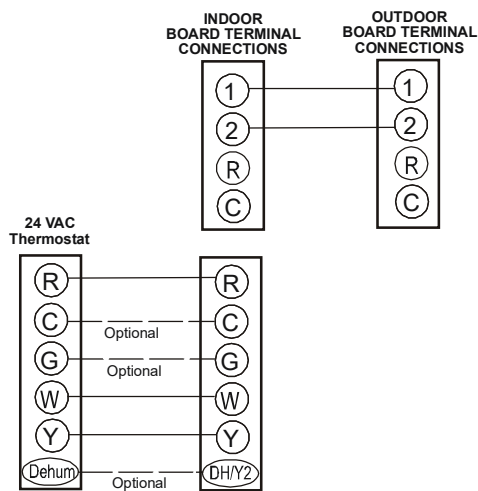 INDOOR
BOARD TERMINAL
CONNECTIONS
OUTDOOR
BOARD TERMINAL
CONNECTIONS
1 1
2 2
R R
C C
24 VAC
Thermostat
R R
C Optional C
G Optional G
W W
Y Y
Dehum Optional DH/Y2